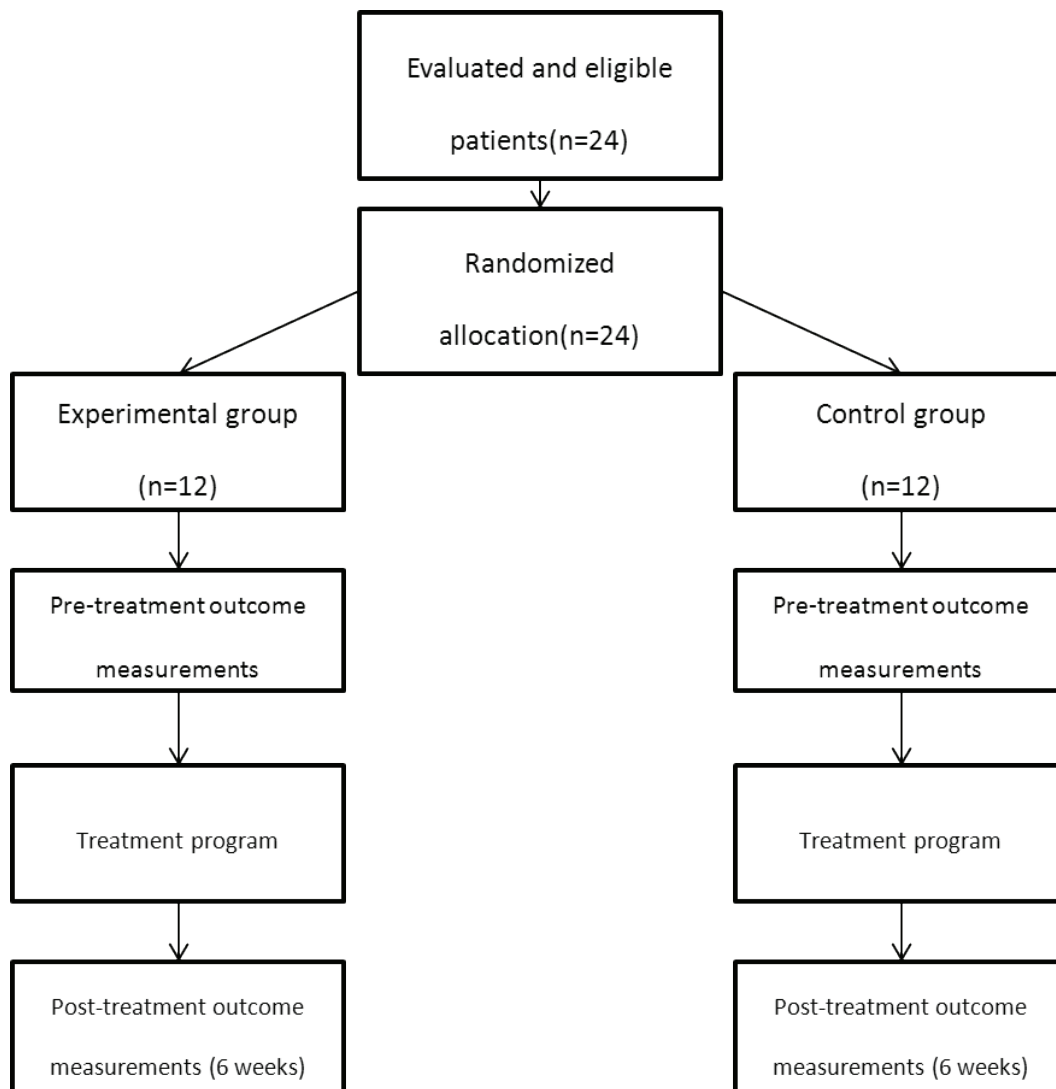 Evaluated and eligible
patients(n=24)
Randomized
allocation(n=24)
Experimental group
(n=12)
Control group
(n=12)
Pre-treatment outcome
measurements
Pre-treatment outcome
measurements
Treatment program
Treatment program
Post-treatment outcome
measurements (6 weeks)
Post-treatment outcome
measurements (6 weeks)